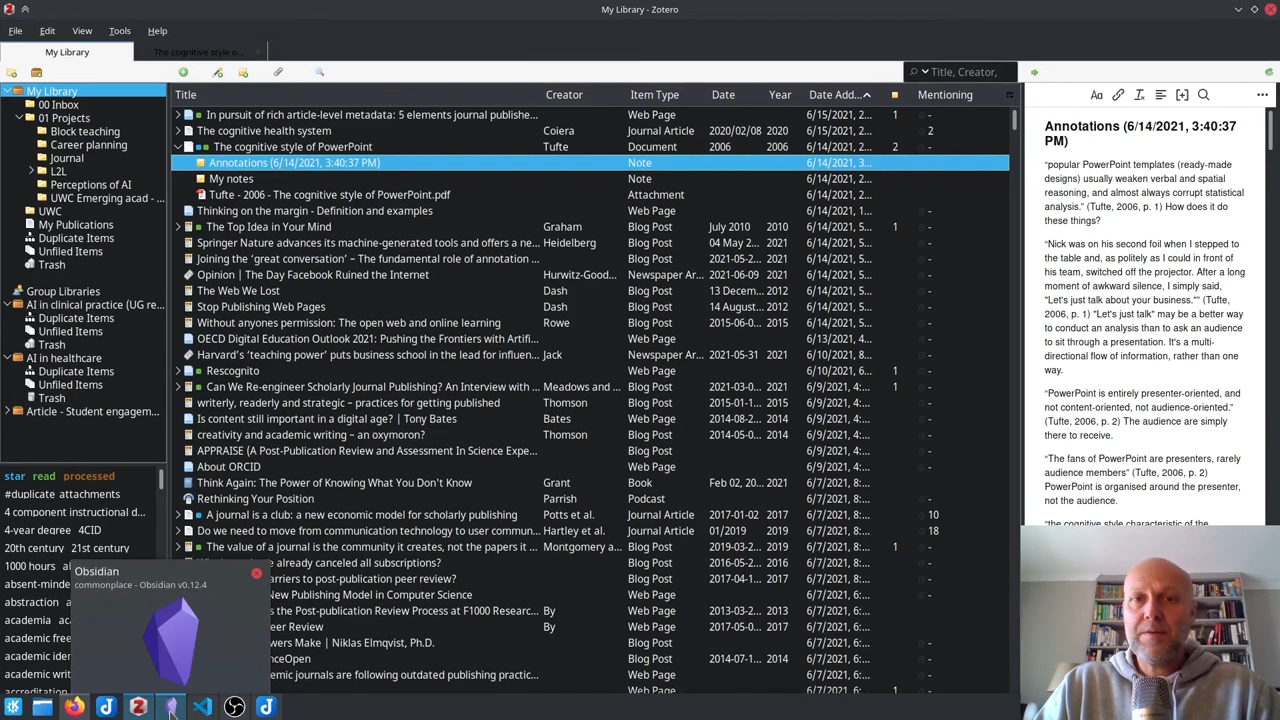 My Library - Zotero
File Edit View Tools Help
My Library
The cognitive style o...
Title, Creator,
My Library
00 Inbox
01 Projects
Block teaching
Career planning
Journal
L2L
Perceptions of AI
UWC Emerging acad - ...
UWC
My Publications
Duplicate Items
Unfiled Items
Trash
Group Libraries
AI in clinical practice (UG re...
Duplicate Items
Unfiled Items
Trash
AI in healthcare
Duplicate Items
Unfiled Items
Trash
Article - Student engagem...
star read processed
#duplicate attachments
4 component instructional d...
4-year degree 4CID
20th century 21st century
1000 hours
absent-minde
abstraction
academia
academic free
academic iden
academic writ
accreditation
Title Creator Item Type Date Year Date Add... Mentioning
In pursuit of rich article-level metadata: 5 elements journal publishe... Web Page 6/15/2021, 2... 1
The cognitive health system Coiera Journal Article 2020/02/08 2020 6/15/2021, 2... 2
The cognitive style of PowerPoint Tufte Document 2006 2006 6/14/2021, 3... 2
Annotations (6/14/2021, 3:40:37 PM) Note 6/14/2021, 3...
My notes Note 6/14/2021, 3...
Tufte - 2006 - The cognitive style of PowerPoint.pdf Attachment 6/14/2021, 3...
Thinking on the margin - Definition and examples Web Page 6/14/2021, 1... -
The Top Idea in Your Mind Graham Blog Post July 2010 2010 6/14/2021, 5... 1 -
Springer Nature advances its machine-generated tools and offers a ne... Heidelberg Blog Post 04 May 2... 2021 6/14/2021, 5... -
Joining the ‘great conversation’ – The fundamental role of annotation ... Blog Post 2021-05-2... 2021 6/14/2021, 5... -
Opinion | The Day Facebook Ruined the Internet Hurwitz-Good... Newspaper Ar... 2021-06-09 2021 6/14/2021, 5... -
The Web We Lost Dash Blog Post 13 Decem... 2012 6/14/2021, 5... -
Stop Publishing Web Pages Dash Blog Post 14 August... 2012 6/14/2021, 5... -
Without anyones permission: The open web and online learning Rowe Blog Post 2015-06-0... 2015 6/14/2021, 5... -
OECD Digital Education Outlook 2021: Pushing the Frontiers with Artifi... Web Page 6/13/2021, 4... -
Harvard’s ‘teaching power’ puts business school in the lead for influen... Jack Newspaper Ar... 2021-05-31 2021 6/10/2021, 8... -
Rescognito Web Page 6/10/2021, 6... 1
Can We Re-engineer Scholarly Journal Publishing? An Interview with ... Meadows and ... Blog Post 2021-03-0... 2021 6/9/2021, 4:... 1 -
writerly, readerly and strategic – practices for getting published Thomson Blog Post 2015-01-1... 2015 6/9/2021, 4:... -
Is content still important in a digital age? | Tony Bates Bates Web Page 2014-08-2... 2014 6/9/2021, 4:... -
creativity and academic writing – an oxymoron? Thomson Blog Post 2014-05-0... 2014 6/9/2021, 4:... -
APPRAISE (A Post-Publication Review and Assessment In Science Expe... Web Page 6/9/2021, 4:... -
About ORCID Web Page 6/9/2021, 4:...
Think Again: The Power of Knowing What You Don't Know Grant Book Feb 02, 20... 2021 6/7/2021, 8:... -
Rethinking Your Position Parrish Podcast 6/7/2021, 8:... -
A journal is a club: a new economic model for scholarly publishing Potts et al. Journal Article 2017-01-02 2017 6/7/2021, 8:... 10
Do we need to move from communication technology to user commun... Hartley et al. Journal Article 01/2019 2019 6/7/2021, 8:... 18
The value of a journal is the community it creates, not the papers it ... Montgomery a... Blog Post 2019-03-2... 2019 6/7/2021, 8:... 1 -
already cancelled all subscriptions? Blog Post 2016-05-2... 2016 6/7/2021, 6:... -
rriers to post-publication peer review? Blog Post 2017-04-1... 2017 6/7/2021, 6:... -
New Publishing Model in Computer Science Blog Post 6/7/2021, 6:... -
s the Post-publication Review Process at F1000 Researc... By Blog Post 2013-03-2... 2013 6/7/2021, 6:... -
er Review By Blog Post 2017-05-0... 2017 6/7/2021, 6:... -
wers Make | Niklas Elmqvist, Ph.D. Blog Post 6/7/2021, 6:... -
enceOpen Blog Post 2014-07-1... 2014 6/7/2021, 6:... -
demic journals are following outdated publishing practic... Web Page 6/7/2021, 6:... -
Web Page 6/7/2021, 6:... 1
Obsidian
commonplace - Obsidian v0.12.4
Annotations (6/14/2021, 3:40:37
PM)
“popular PowerPoint templates (ready-made
designs) usually weaken verbal and spatial
reasoning, and almost always corrupt statistical
analysis.” (Tufte, 2006, p. 1) How does it do
these things?
“Nick was on his second foil when I stepped to
the table and, as politely as I could in front of
his team, switched off the projector. After a long
moment of awkward silence, I simply said,
"Let's just talk about your business."” (Tufte,
2006, p. 1) "Let's just talk" may be a better way
to conduct an analysis than to ask an audience
to sit through a presentation. It's a multi-
directional flow of information, rather than one
way.
“PowerPoint is entirely presenter-oriented, and
not content-oriented, not audience-oriented.”
(Tufte, 2006, p. 2) The audience are simply
there to receive.
“The fans of PowerPoint are presenters, rarely
audience members” (Tufte, 2006, p. 2)
PowerPoint is organised around the presenter,
not the audience.
“the cognitive style characteristic of the